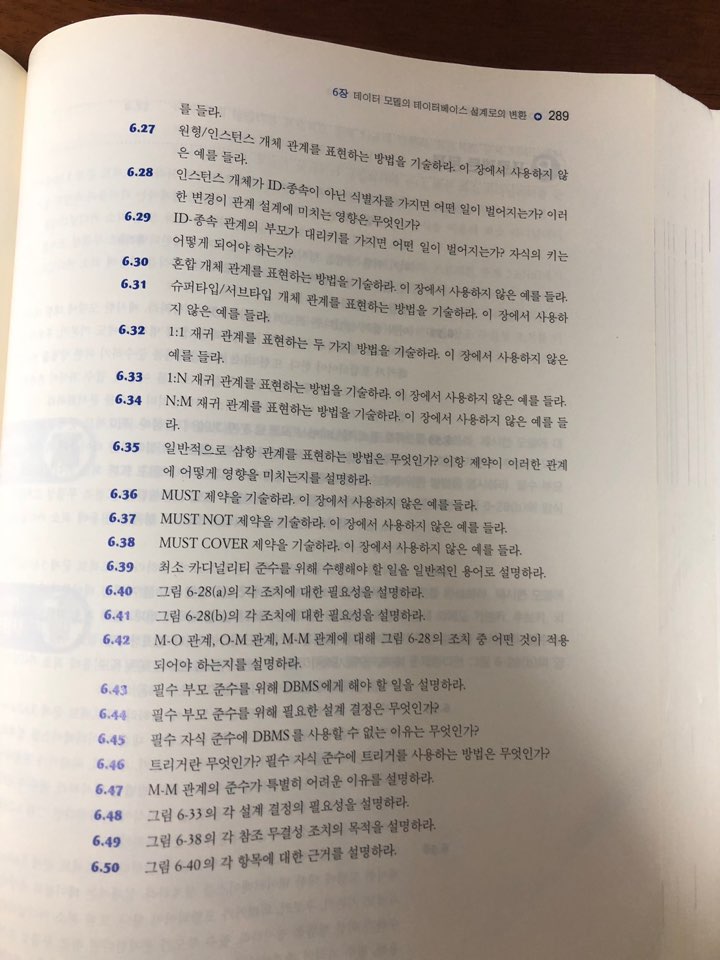 6장 데이터 모델의 데이터베이스 설계로의 변환 289
를 들라.
6.27 원형/인스턴스 개체 관계를 표현하는 방법을 기술하라. 이 장에서 사용하지 않
은 예를 들라.
6.28 인스턴스 개체가 ID-종속이 아닌 식별자를 가지면 어떤 일이 벌어지는가? 이러
한 변경이 관계 설계에 미치는 영향은 무엇인가?
6.29 ID-종속 관계의 부모가 대리키를 가지면 어떤 일이 벌어지는가? 자식의 키는
어떻게 되어야 하는가?
6.30 혼합 개체 관계를 표현하는 방법을 기술하라. 이 장에서 사용하지 않은 예를 들라.
6.31 슈퍼타입/서브타입 개체 관계를 표현하는 방법을 기술하라. 이 장에서 사용하
지 않은 예를 들라.
6.32 1:1 재귀 관계를 표현하는 두 가지 방법을 기술하라. 이 장에서 사용하지 않은
예를 들라.
6.33 1:N 재귀 관계를 표현하는 방법을 기술하라. 이 장에서 사용하지 않은 예를 들라.
6.34 N:M 재귀 관계를 표현하는 방법을 기술하라. 이 장에서 사용하지 않은 예를 들
라.
6.35 일반적으로 삼항 관계를 표현하는 방법은 무엇인가? 이항 제약이 이러한 관계
에 어떻게 영향을 미치는지를 설명하라.
6.36 MUST 제약을 기술하라. 이 장에서 사용하지 않은 예를 들라.
6.37 MUST NOT 제약을 기술하라. 이 장에서 사용하지 않은 예를 들라.
6.38 MUST COVER 제약을 기술하라. 이 장에서 사용하지 않은 예를 들라.
6.39 최소 카디널리티 준수를 위해 수행해야 할 일을 일반적인 용어로 설명하라.
6.40 그림 6-28(a)의 각 조치에 대한 필요성을 설명하라.
6.41 그림 6-28(b)의 각 조치에 대한 필요성을 설명하라.
6.42 M-O 관계, O-M 관계, M-M 관계에 대해 그림 6-28의 조치 중 어떤 것이 적용
되어야 하는지를 설명하라.
6.43 필수 부모 준수를 위해 DBMS에게 해야 할 일을 설명하라.
6.44 필수 부모 준수를 위해 필요한 설계 결정은 무엇인가?
6.45 필수 자식 준수에 DBMS를 사용할 수 없는 이유는 무엇인가?
6.46 트리거란 무엇인가? 필수 자식 준수에 트리거를 사용하는 방법은 무엇인가?
6.47 M-M 관계의 준수가 특별히 어려운 이유를 설명하라.
6.48 그림 6-33의 각 설계 결정의 필요성을 설명하라.
6.49 그림 6-38의 각 참조 무결성 조치의 목적을 설명하라.
6.50 그림 6-40의 각 항목에 대한 근거를 설명하라.